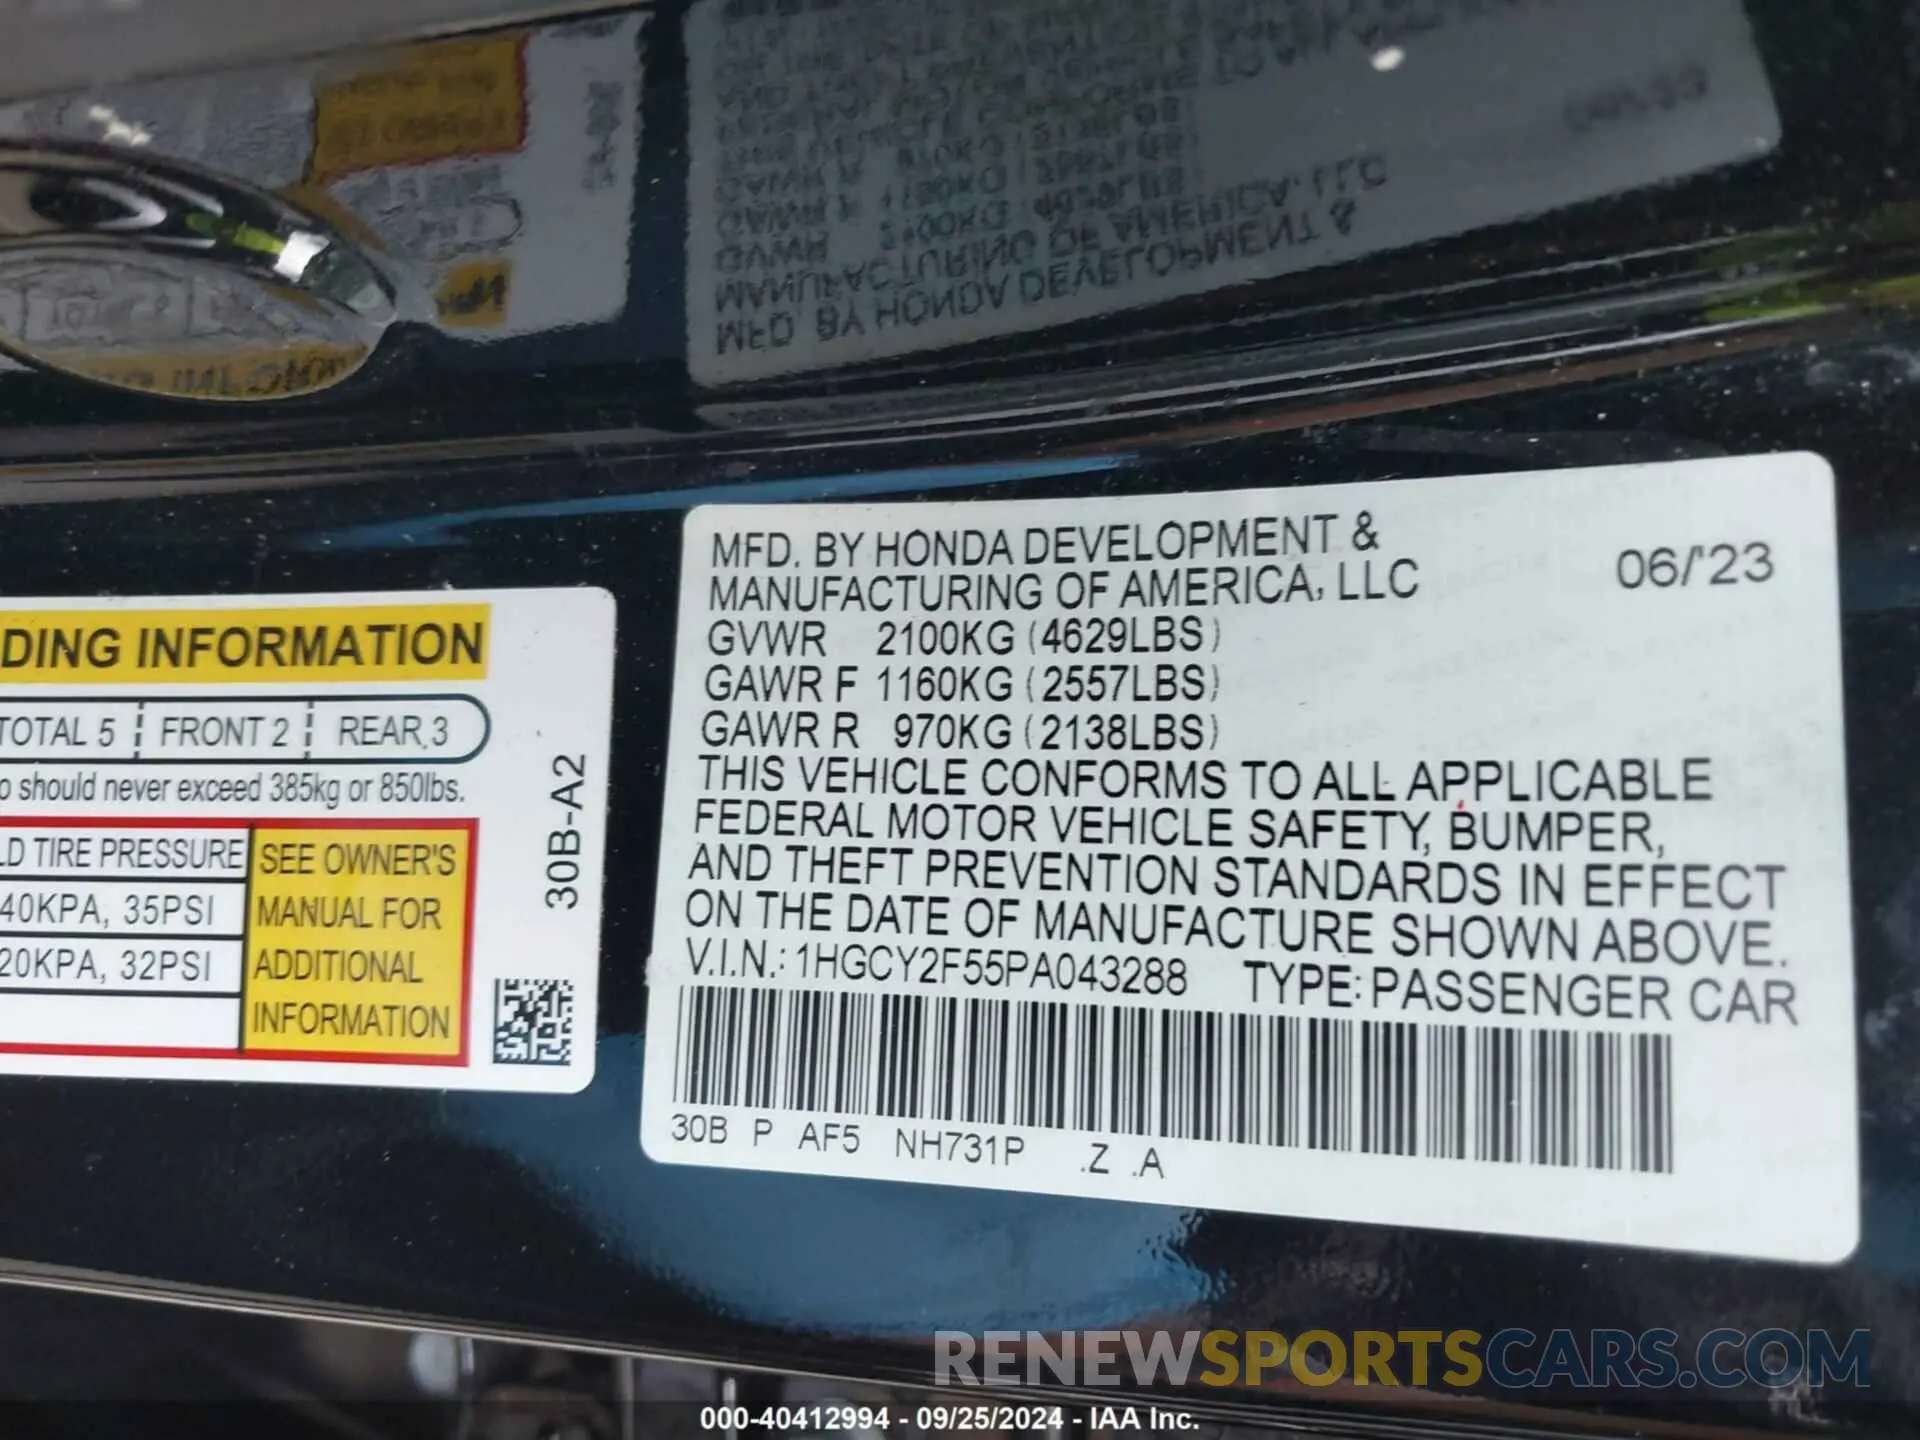 MFD. BY HONDA DEVELOPMENT &
MANUFACTURING OF AMERICA, LLC
06/'23
GVWR 2100KG (4629LBS)
GAWR F 1160KG (2557LBS)
GAWR R 970KG (2138LBS)
THIS VEHICLE CONFORMS TO ALL APPLICABLE
FEDERAL MOTOR VEHICLE SAFETY, BUMPER,
AND THEFT PREVENTION STANDARDS IN EFFECT
ON THE DATE OF MANUFACTURE SHOWN ABOVE.
V.I.N.: 1HGCY2F55PA043288 TYPE: PASSENGER CAR
30B P AF5 NH731P .Z .A
DING INFORMATION
TOTAL 5 FRONT 2 REAR 3
o should never exceed 385kg or 850lbs.
LD TIRE PRESSURE
40KPA, 35PSI
20KPA, 32PSI
SEE OWNER'S
MANUAL FOR
ADDITIONAL
INFORMATION
30B-A2
RENEWSPORTSCARS.COM
000-40412994 - 09/25/2024 - IAA Inc.